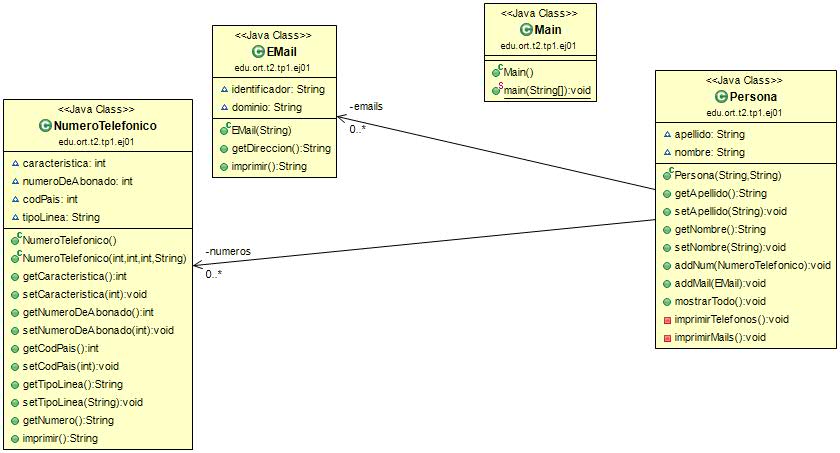 <<Java Class>>
NumeroTelefonico
edu.ort.t2.tp1.ej01
caracteristica: int
numeroDeAbonado: int
codPais: int
tipoLinea: String
NumeroTelefonico()
NumeroTelefonico(int,int,int,String)
getCaracteristica():int
setCaracteristica(int):void
getNumeroDeAbonado():int
setNumeroDeAbonado(int):void
getCodPais():int
setCodPais(int):void
getTipoLinea():String
setTipoLinea(String):void
getNumero():String
imprimir():String
<<Java Class>>
EMail
edu.ort.t2.tp1.ej01
identificador: String
dominio: String
EMail(String)
getDireccion():String
imprimir():String
-emails
0..*
-numeros
0..*
<<Java Class>>
Main
edu.ort.t2.tp1.ej01
Main()
main(String[]):void
<<Java Class>>
Persona
edu.ort.t2.tp1.ej01
apellido: String
nombre: String
Persona(String,String)
getApellido():String
setApellido(String):void
getNombre():String
setNombre(String):void
addNum(NumeroTelefonico):void
addMail(EMail):void
mostrarTodo():void
imprimirTelefonos():void
imprimirMails():void